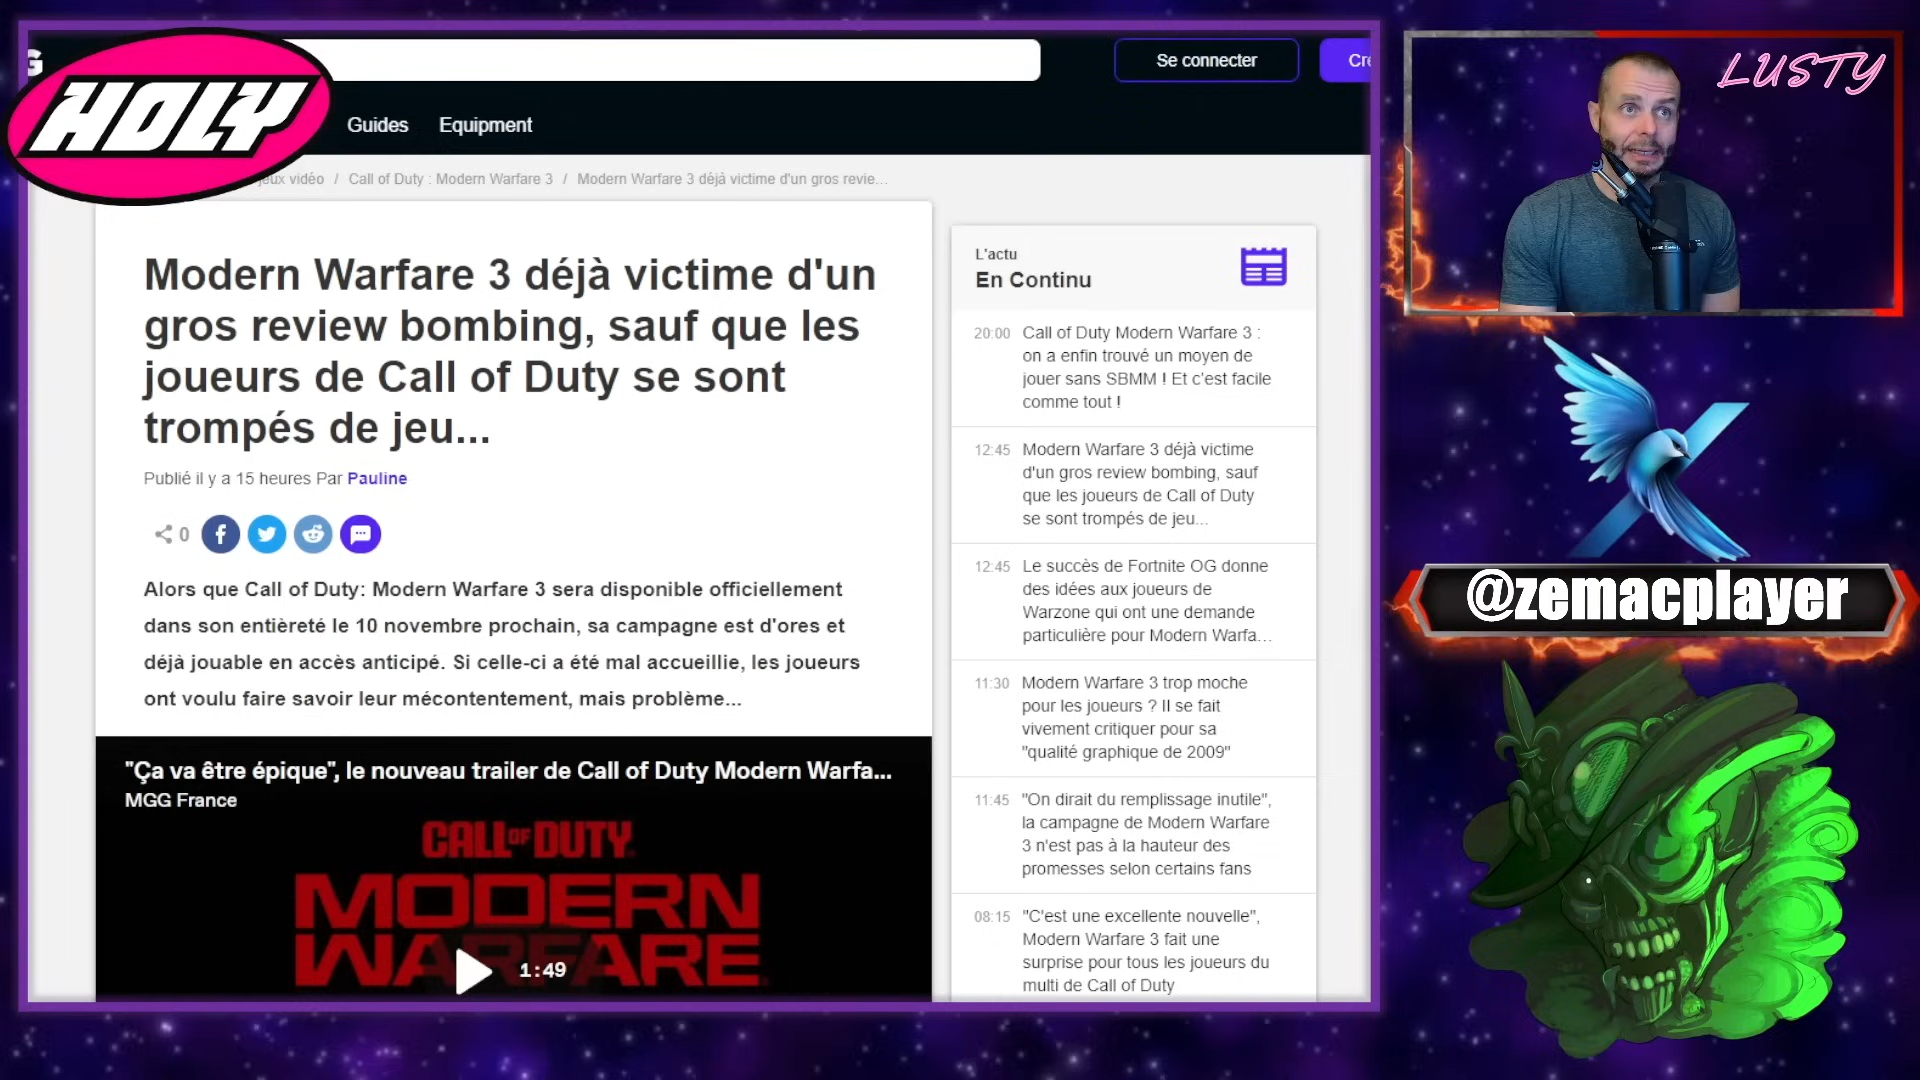 G
Se connecter
HOLY
Guides
Equipment
jeux vidéo / Call of Duty : Modern Warfare 3 / Modern Warfare 3 déjà victime d'un gros revie...
Modern Warfare 3 déjà victime d'un
gros review bombing, sauf que les
joueurs de Call of Duty se sont
trompés de jeu...
Publié il y a 15 heures Par Pauline
0
Alors que Call of Duty: Modern Warfare 3 sera disponible officiellement
dans son entièreté le 10 novembre prochain, sa campagne est d'ores et
déjà jouable en accès anticipé. Si celle-ci a été mal accueillie, les joueurs
ont voulu faire savoir leur mécontentement, mais problème...
"Ça va être épique", le nouveau trailer de Call of Duty Modern Warfa...
MGG France
CALL OF DUTY
MODERN
WARFARE
1:49
L'actu
En Continu
20:00 Call of Duty Modern Warfare 3 :
on a enfin trouvé un moyen de
jouer sans SBMM ! Et c'est facile
comme tout !
12:45 Modern Warfare 3 déjà victime
d'un gros review bombing, sauf
que les joueurs de Call of Duty
se sont trompés de jeu...
12:45 Le succès de Fortnite OG donne
des idées aux joueurs de
Warzone qui ont une demande
particulière pour Modern Warfa...
11:30 Modern Warfare 3 trop moche
pour les joueurs ? Il se fait
vivement critiquer pour sa
"qualité graphique de 2009"
11:45 "On dirait du remplissage inutile",
la campagne de Modern Warfare
3 n'est pas à la hauteur des
promesses selon certains fans
08:15 "C'est une excellente nouvelle",
Modern Warfare 3 fait une
surprise pour tous les joueurs du
multi de Call of Duty
LUSTY
@zemacplayer